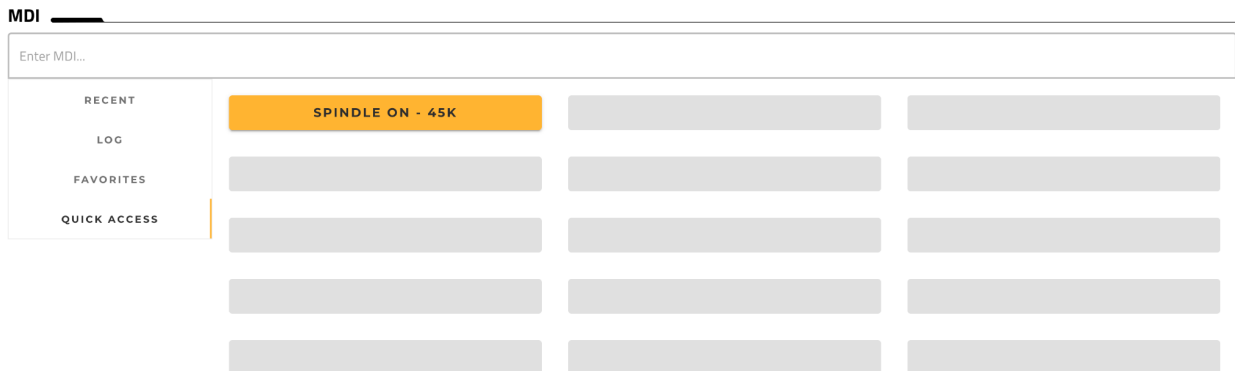 MDI
Enter MDI...
RECENT
LOG
FAVORITES
QUICK ACCESS
SPINDLE ON - 45K